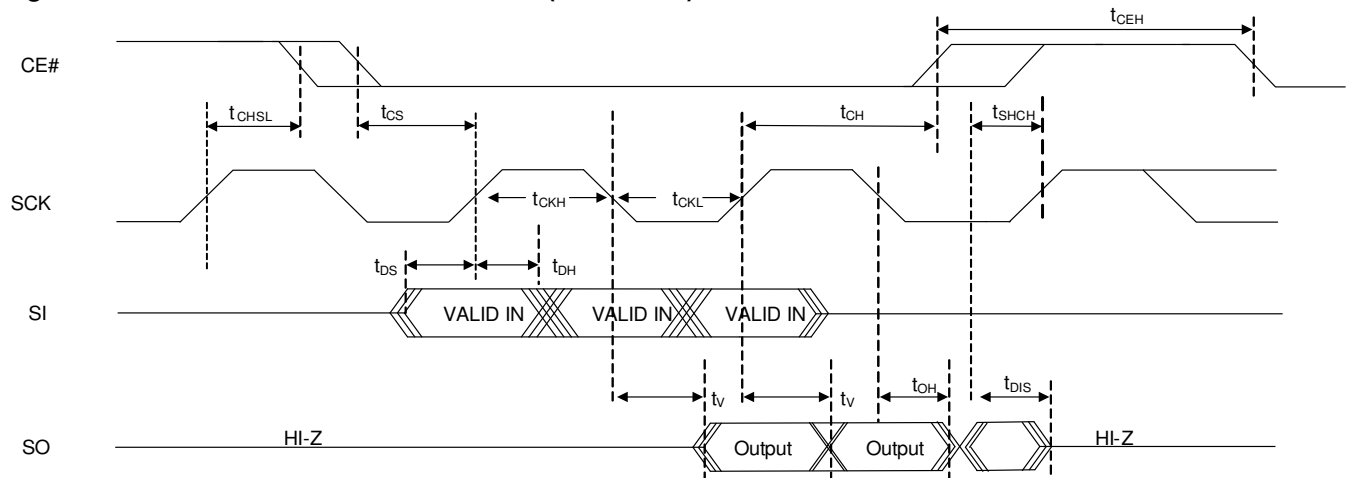 tCEH
CE#
tCHSL
tCS
tCH
tSHCH
SCK
tCKH
tCKL
tDS
tDH
SI
VALID IN
VALID IN
VALID IN
tV
tV
tOH
tDIS
SO
HI-Z
Output
Output
HI-Z